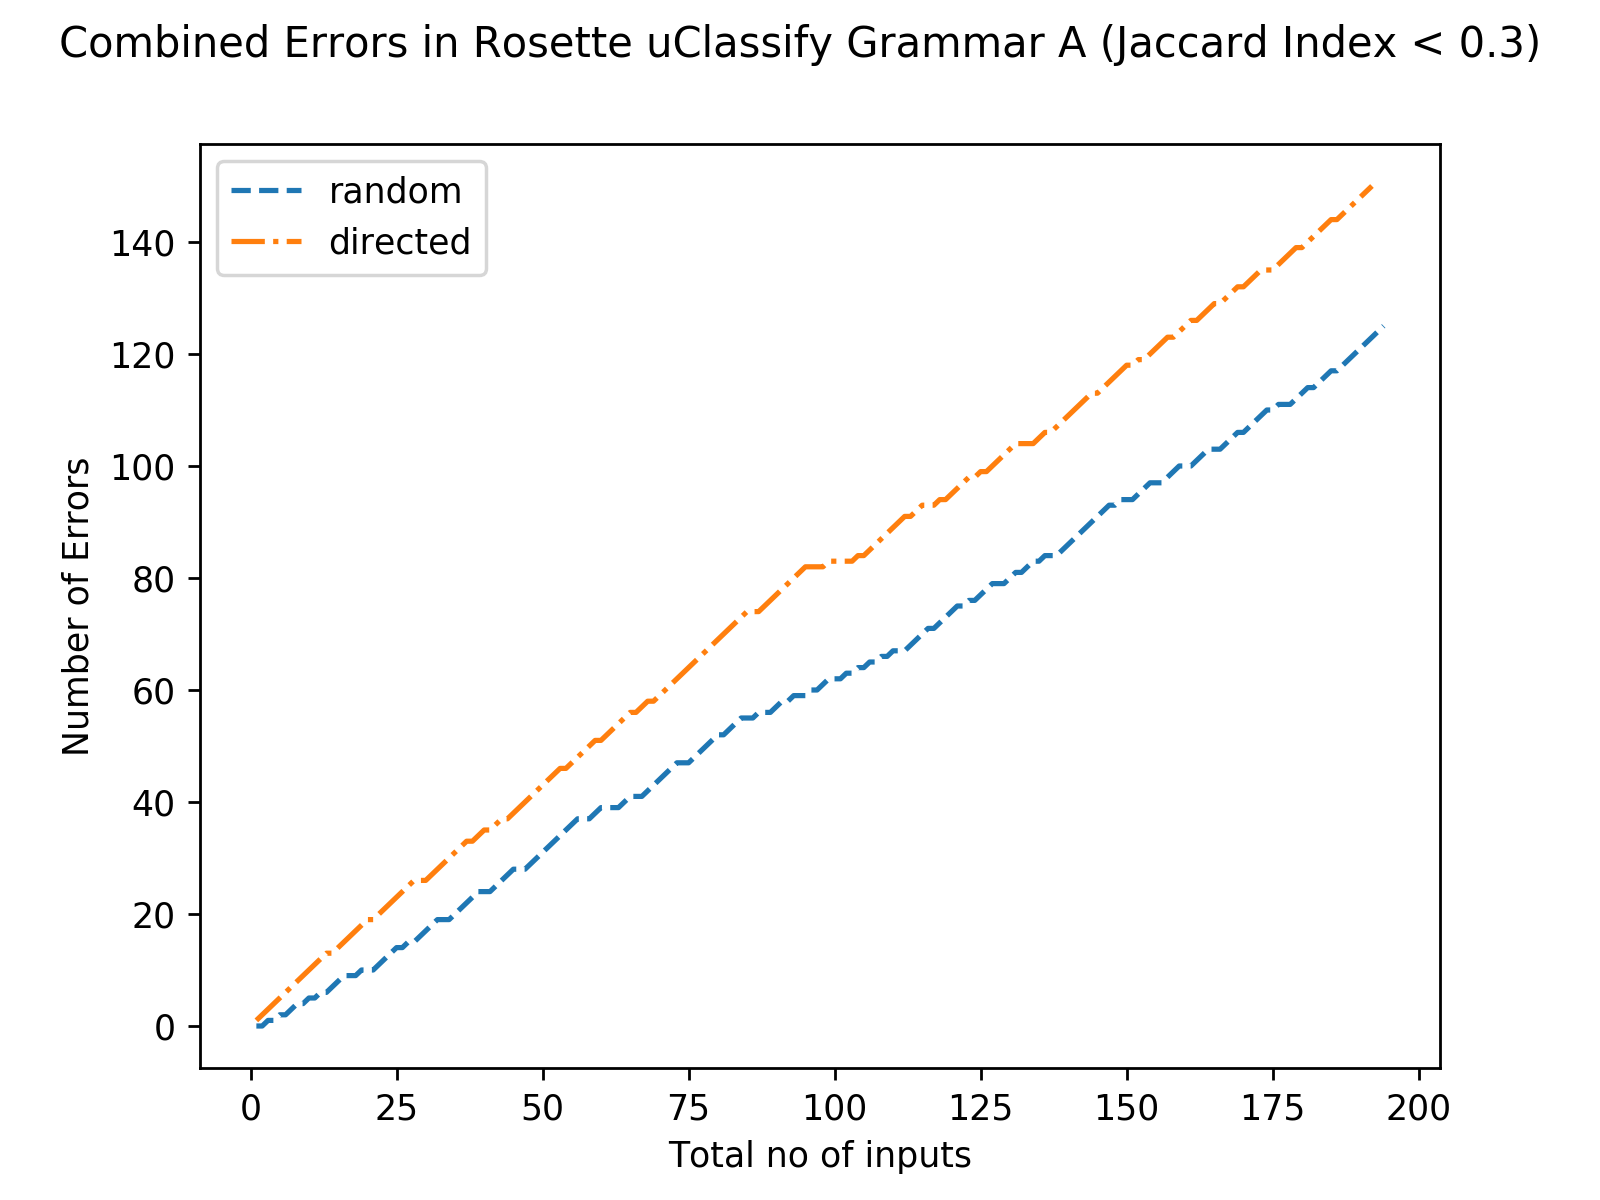 Combined Errors in Rosette uClassify Grammar A (Jaccard Index < 0.3)
random
directed
140
120
100
80
60
40
20
0
Number of Errors
0 25 50 75 100 125 150 175 200
Total no of inputs